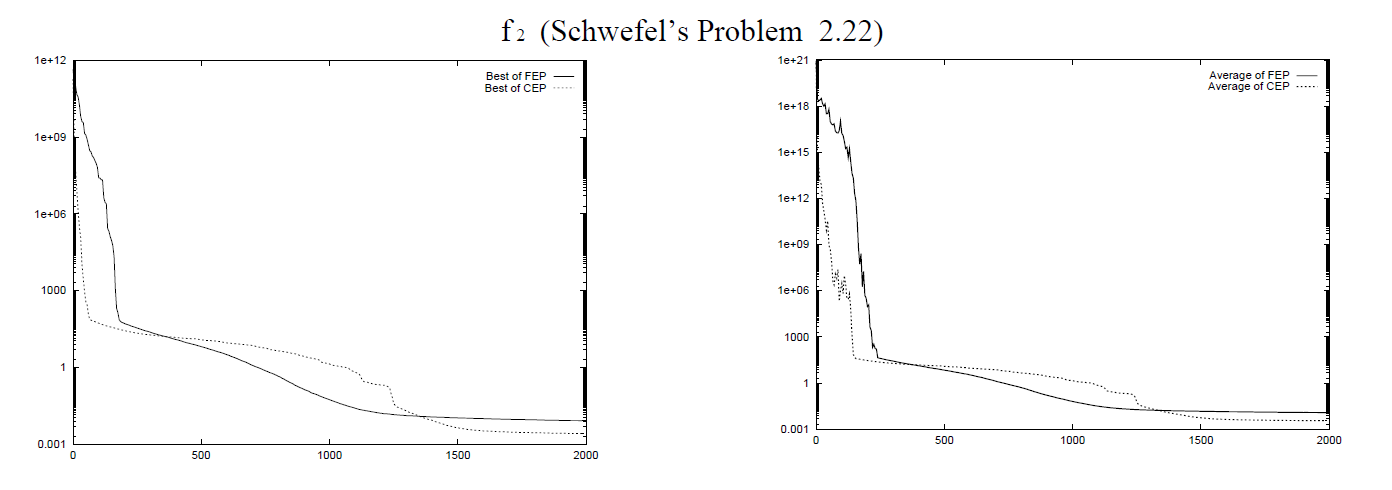 f2 (Schwefel's Problem 2.22)
1e+12
1e+09
1e+06
1000
1
0.001
0 500 1000 1500 2000
Best of FEP
Best of CEP
1e+21
1e+18
1e+15
1e+12
1e+09
1e+06
1000
1
0.001
0 500 1000 1500 2000
Average of FEP
Average of CEP